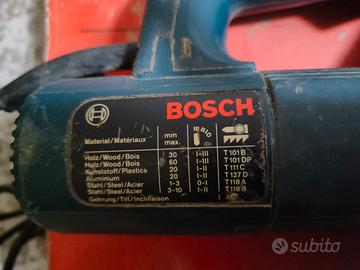 BOSCH
Material/Matériaux mm max.
Holz/Wood/Bois 30 I-III T 101 B
Holz/Wood/Bois 60 I-III T 101 DP
Kunststoff/Plastics 20 I-II T 111 C
Aluminium 20 I-II T 127 D
Stahl/Steel/Acier 1-3 0-I T 118 A
Stahl/Steel/Acier 3-10 I-II T 118 B
Gehrung/Tilt/Inclinaison
subito